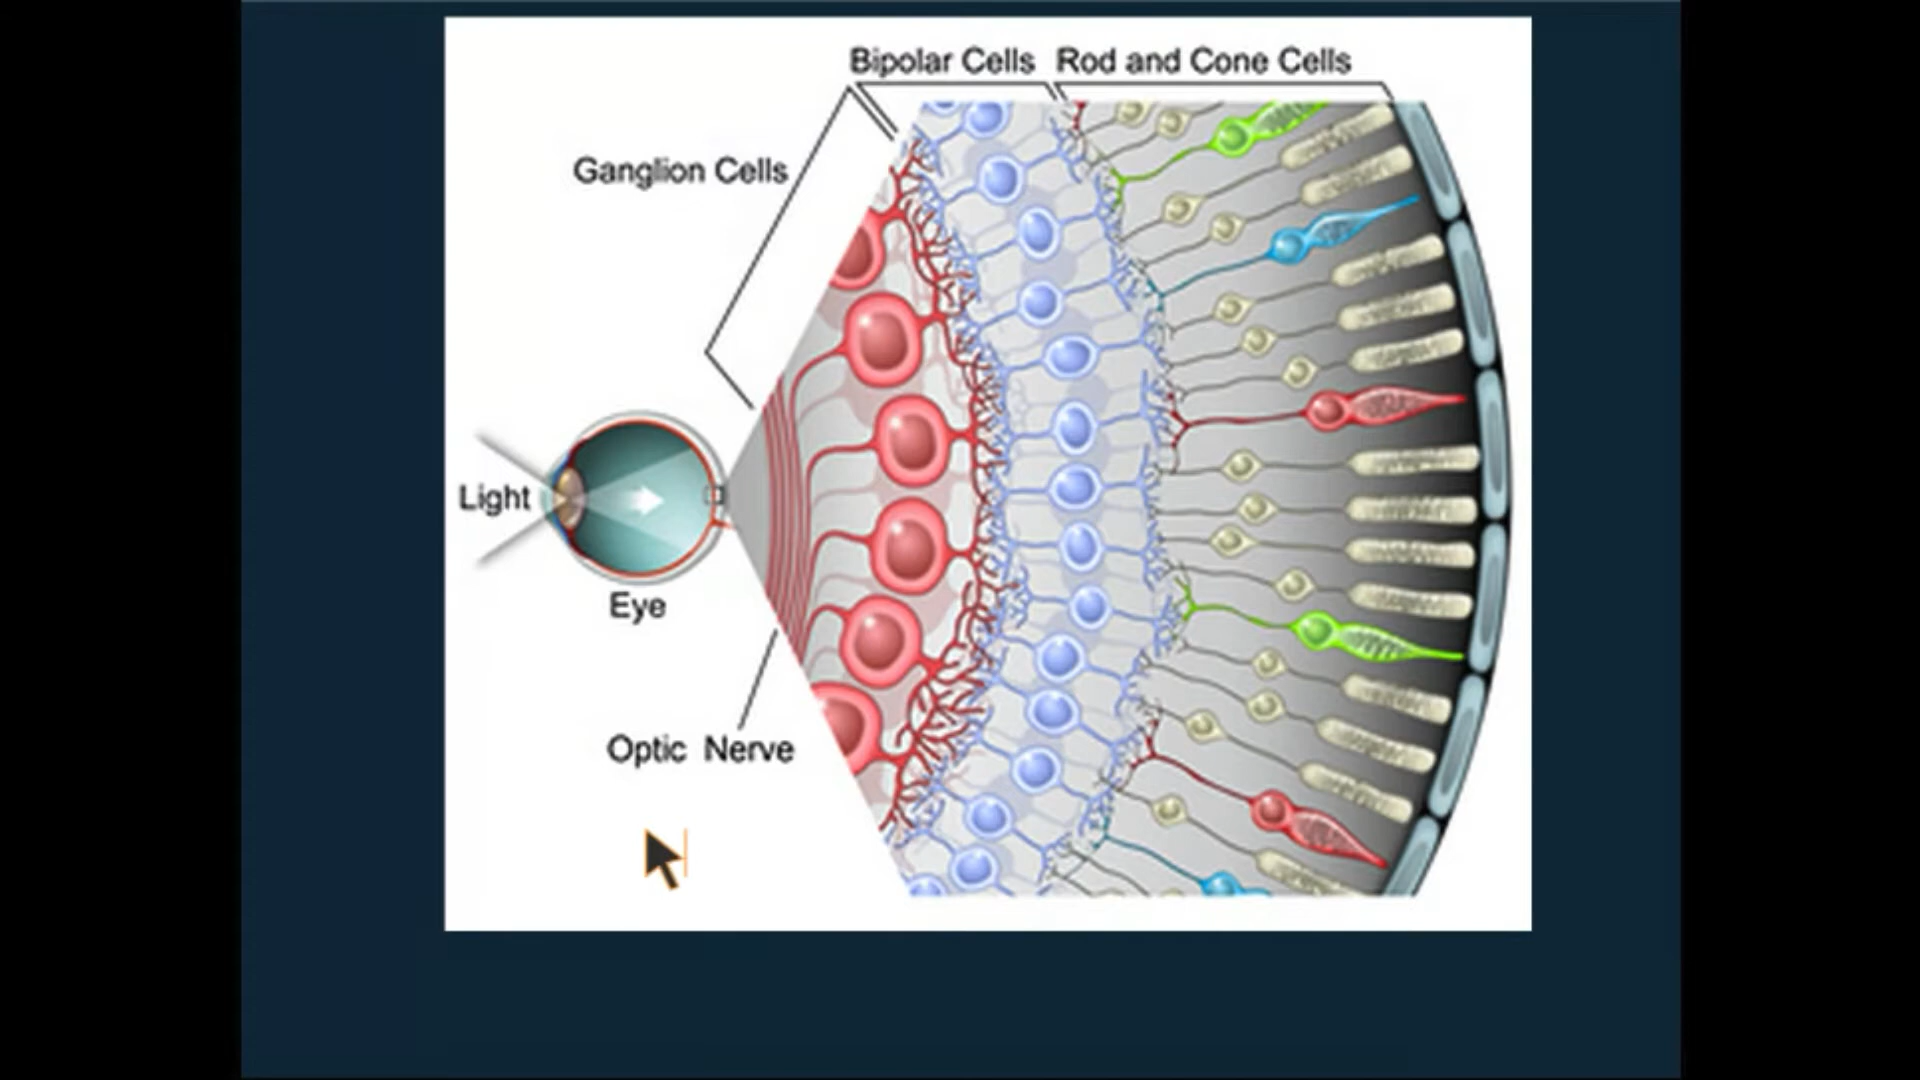 Bipolar Cells
Rod and Cone Cells
Ganglion Cells
Light
Eye
Optic Nerve